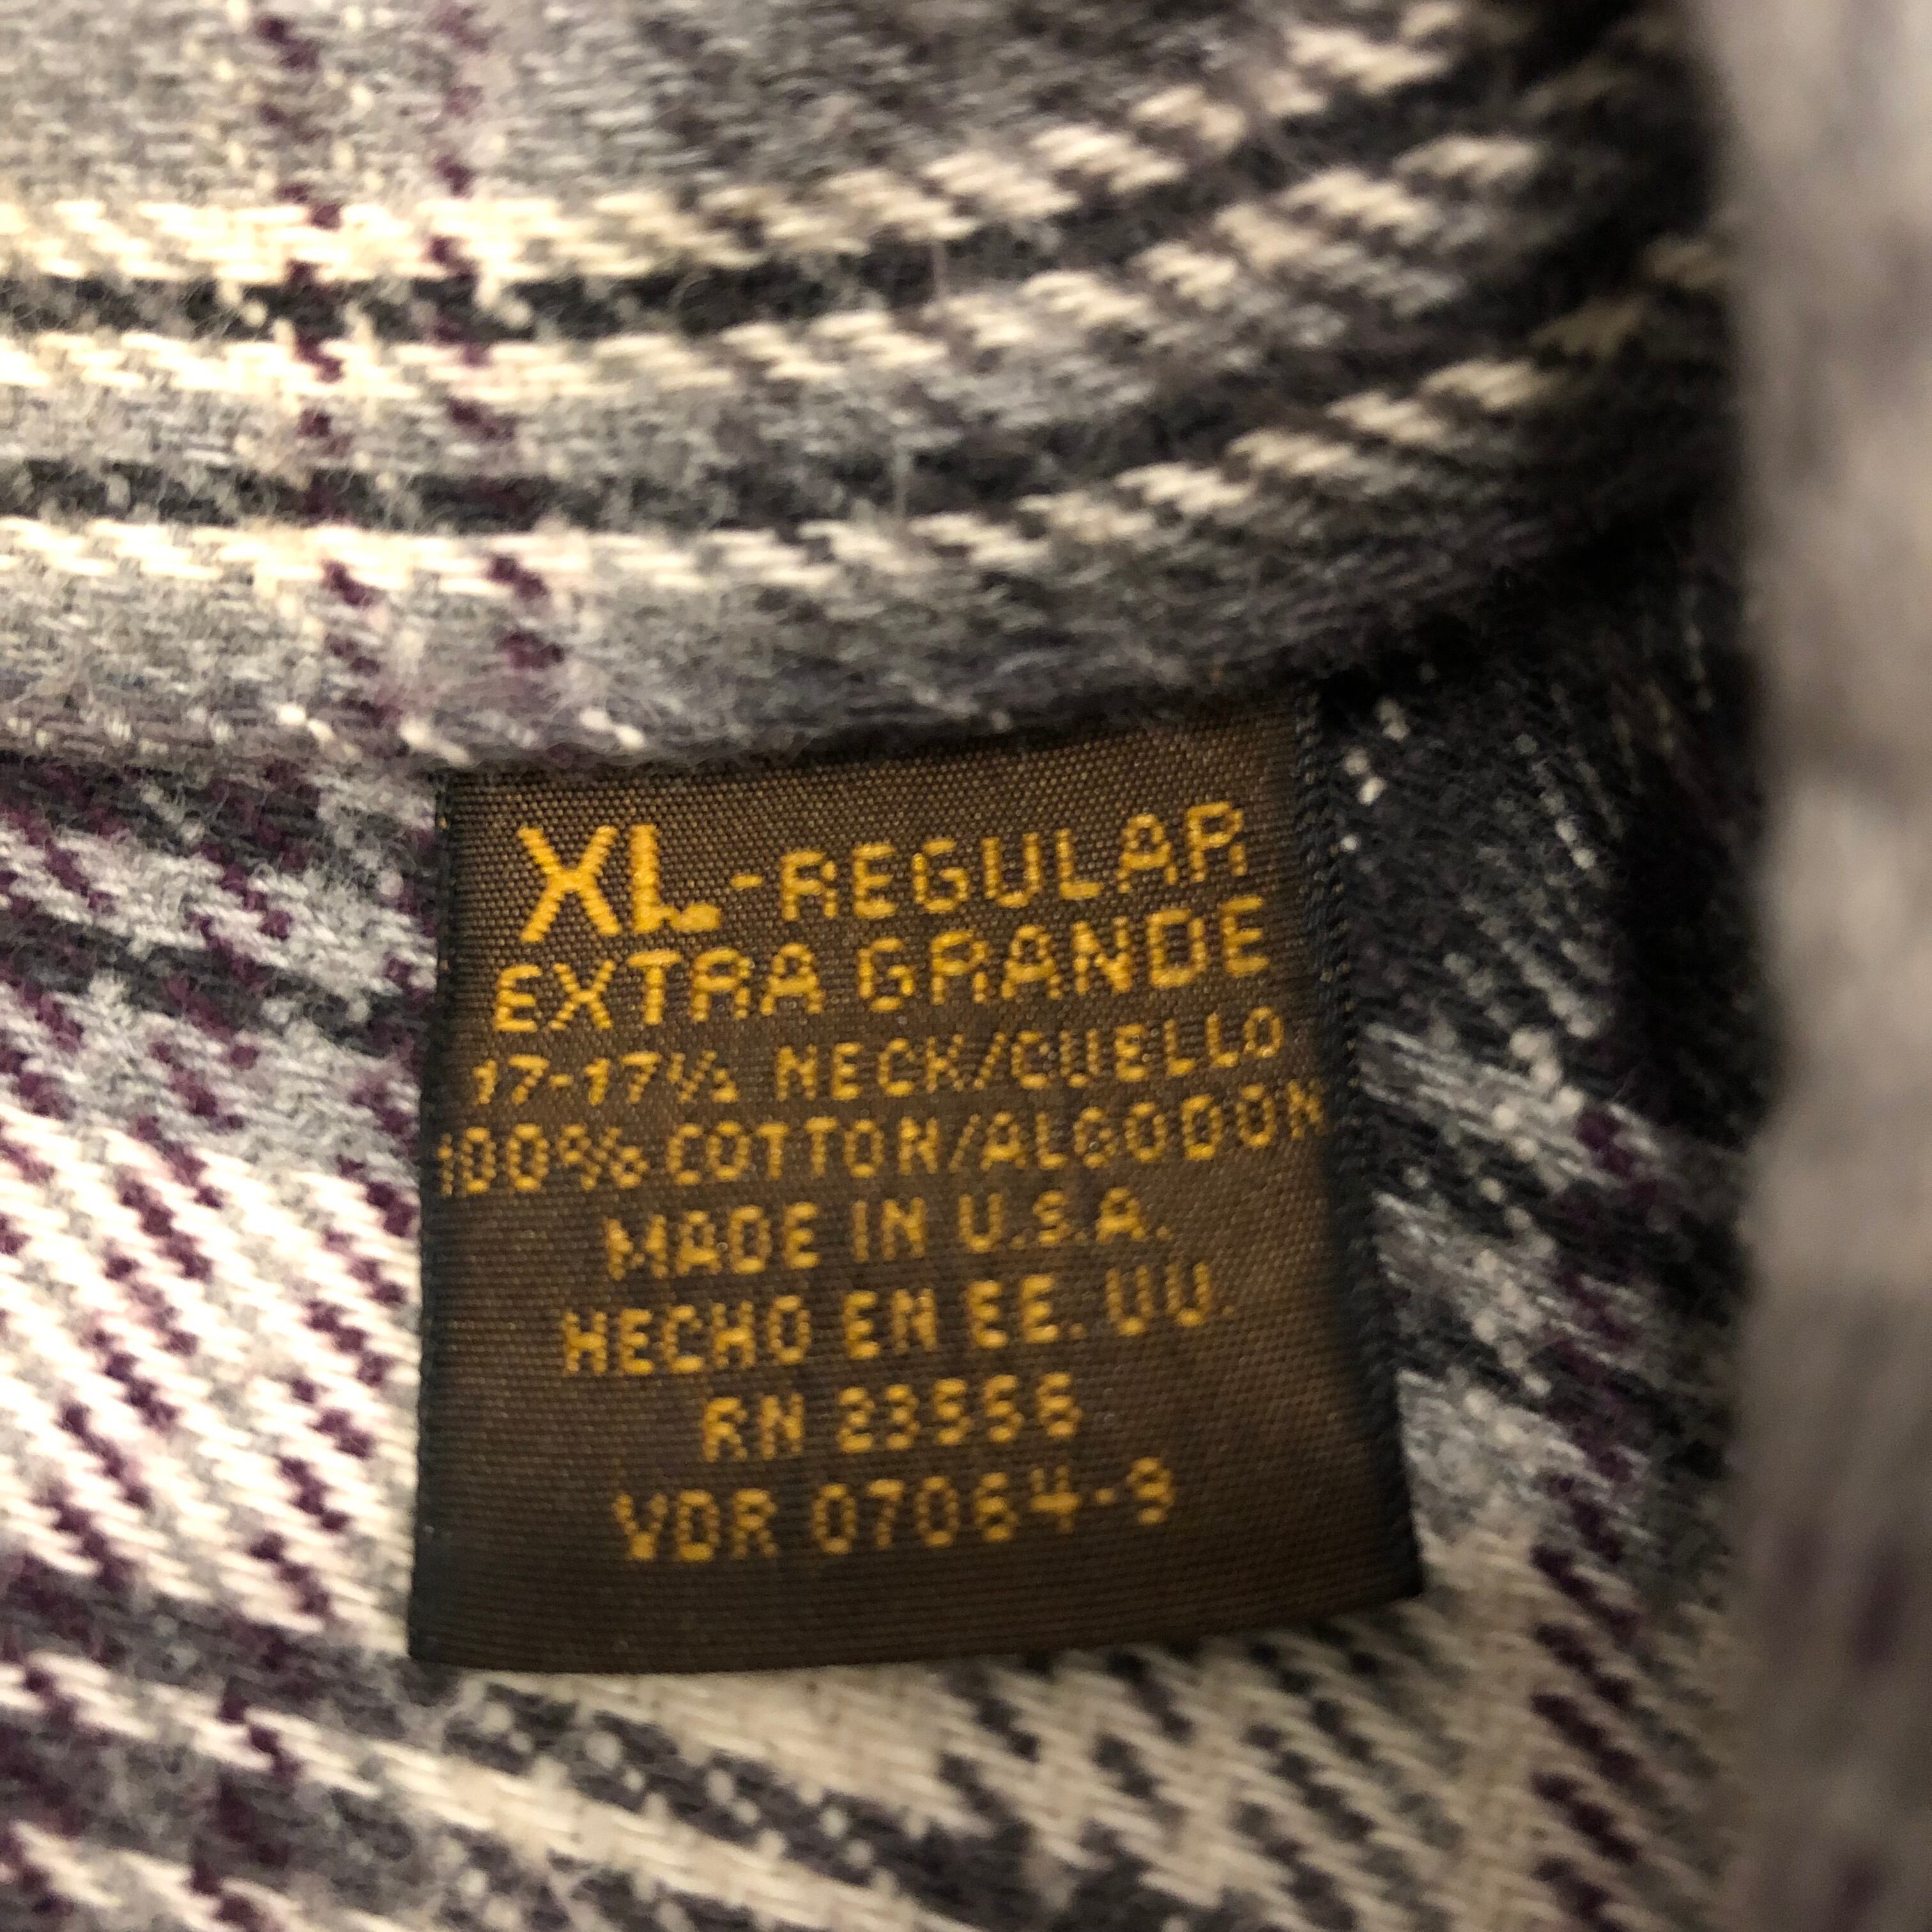 XL-REGULAR
EXTRA GRANDE
17-17½ NECK/CUELLO
100% COTTON/ALGODON
MADE IN U.S.A.
HECHO EN EE. UU.
RN 23556
VDR 07064-9